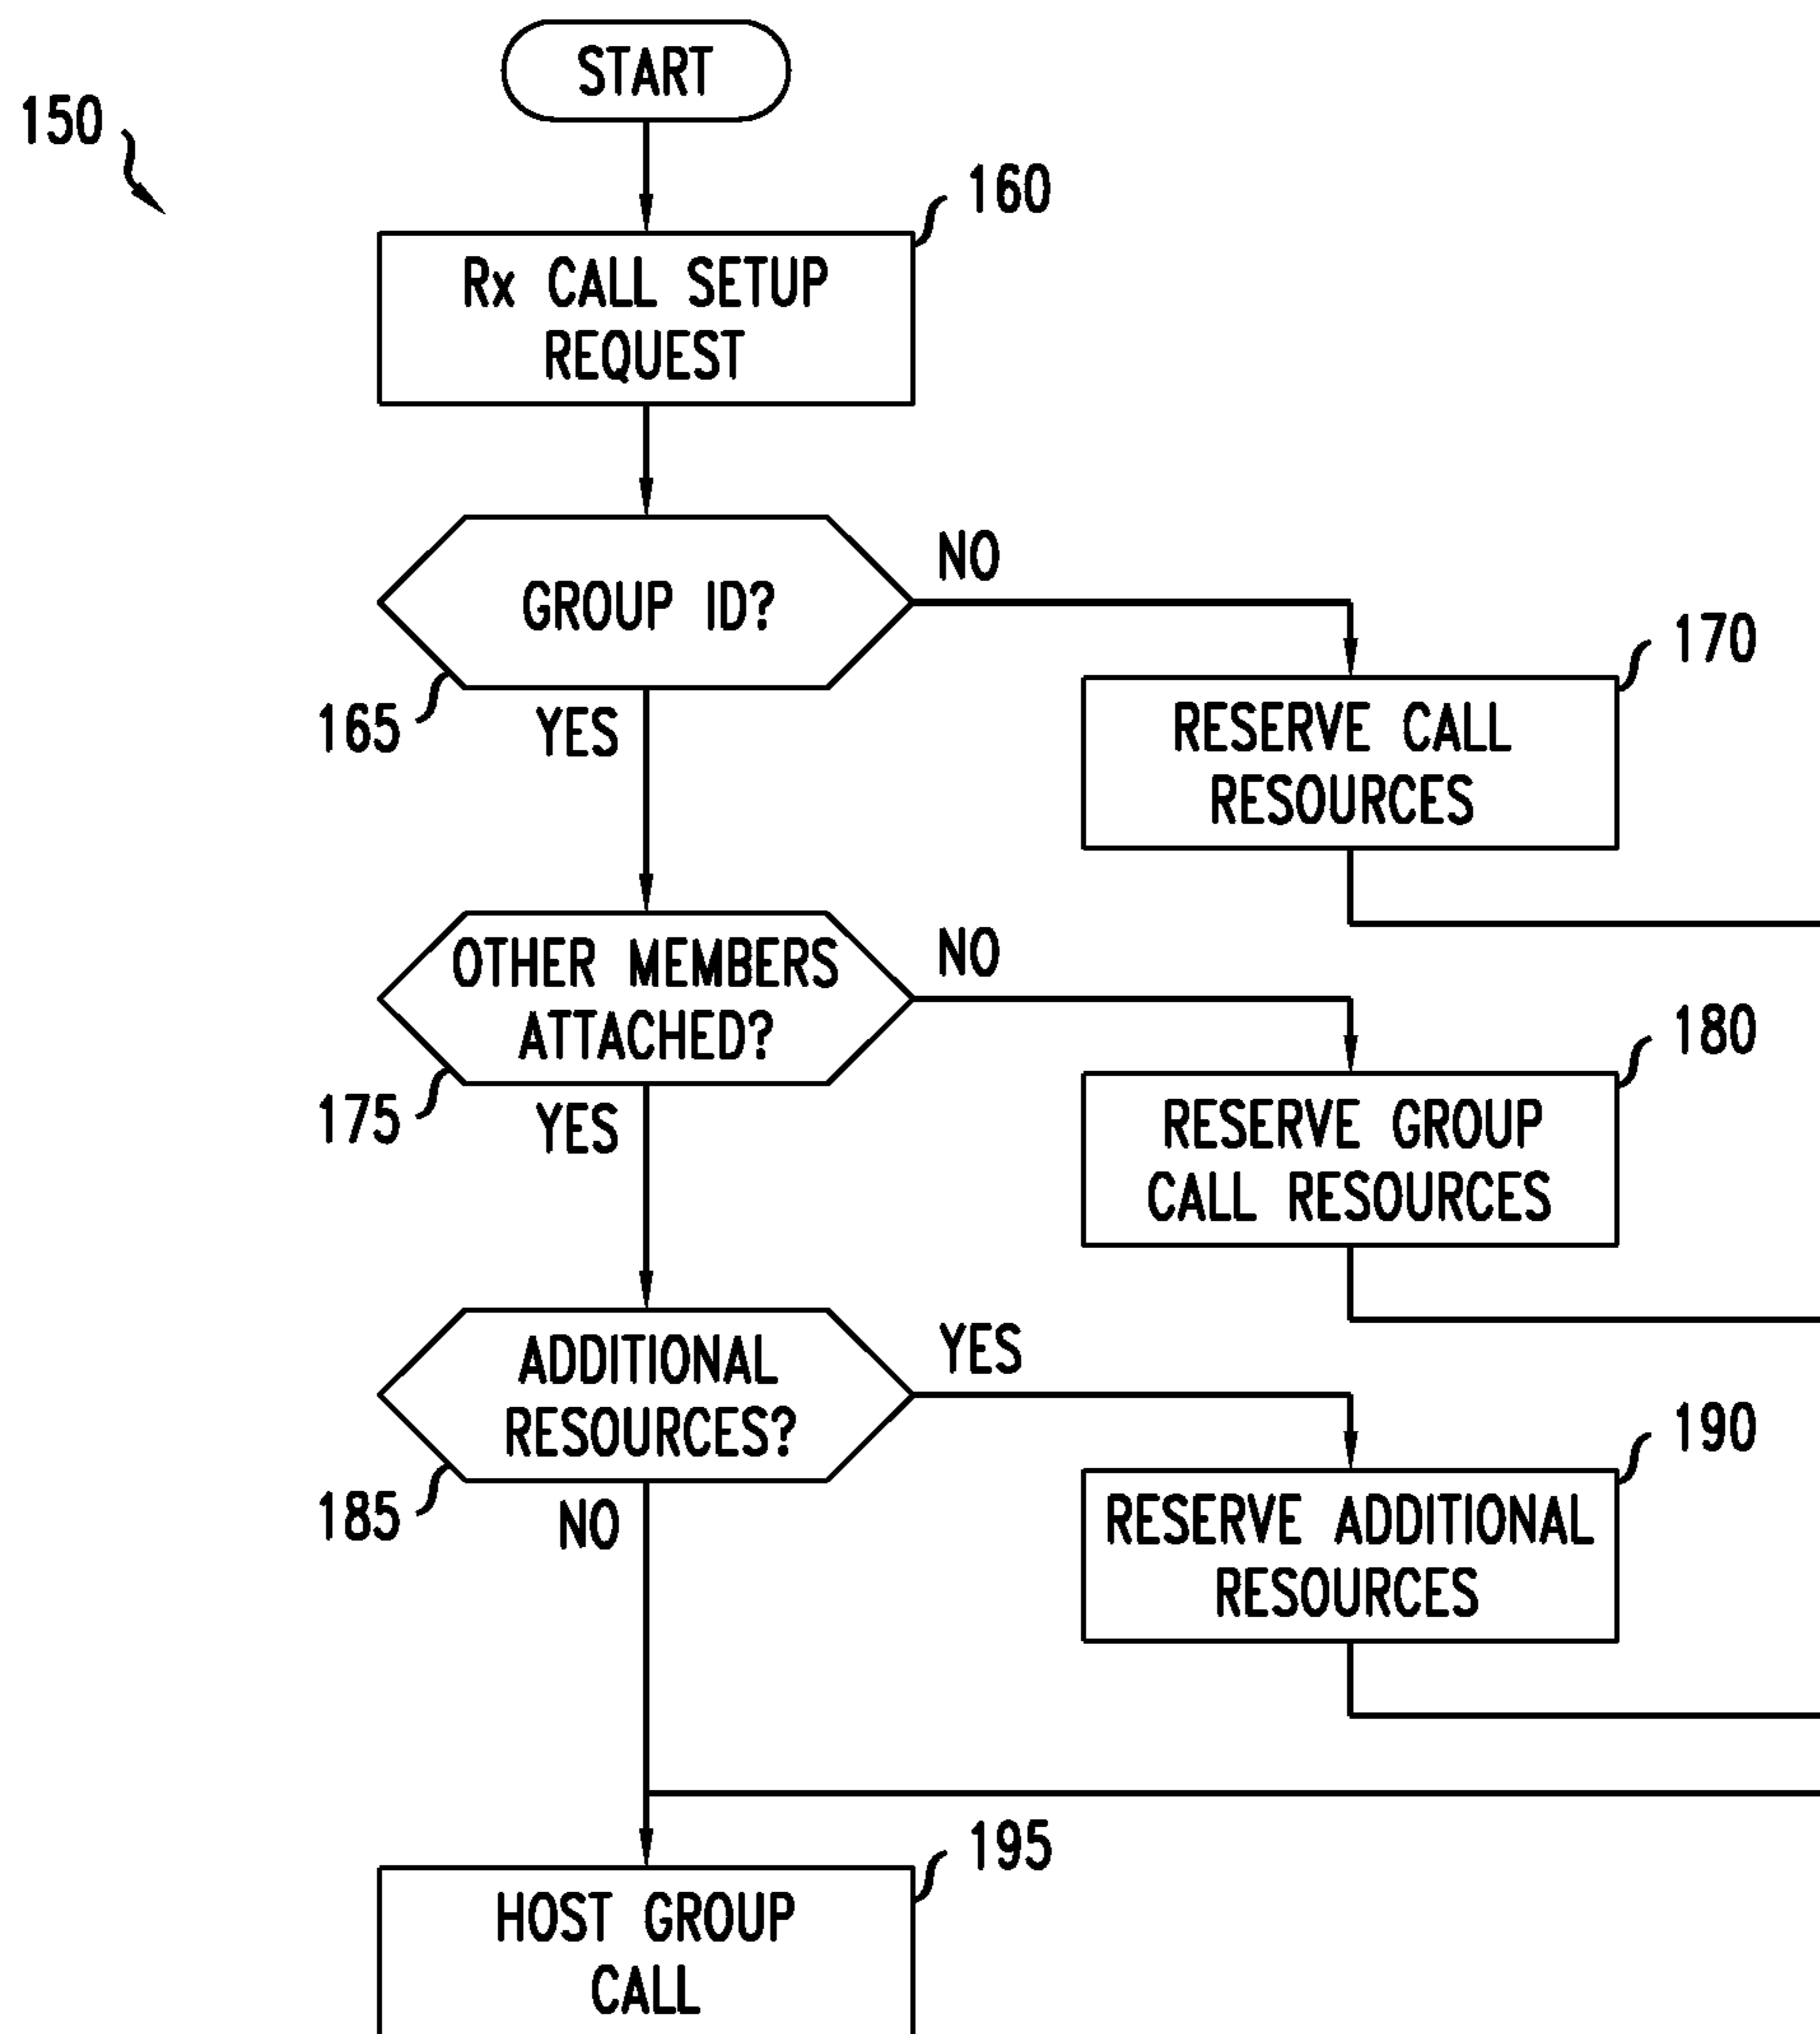 START
150
160
Rx CALL SETUP
REQUEST
GROUP ID?
NO
165
YES
170
RESERVE CALL
RESOURCES
OTHER MEMBERS
ATTACHED?
NO
175
YES
180
RESERVE GROUP
CALL RESOURCES
ADDITIONAL
RESOURCES?
YES
185
NO
190
RESERVE ADDITIONAL
RESOURCES
195
HOST GROUP
CALL